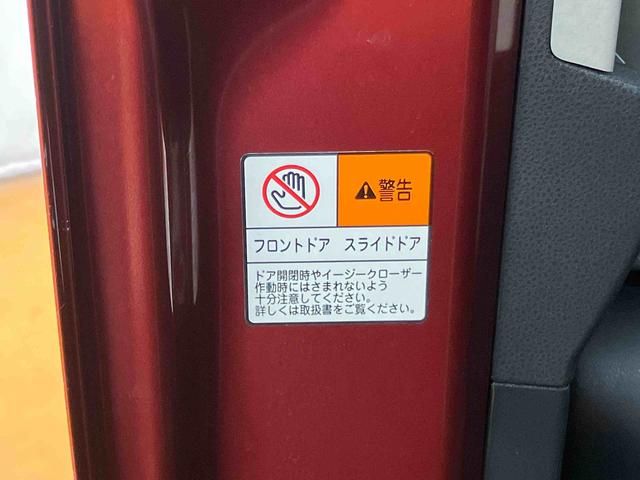 警告
フロントドア　スライドドア
ドア開閉時やイージークローザー
作動時にはさまれないよう
十分注意してください。
詳しくは取扱書をご覧ください。